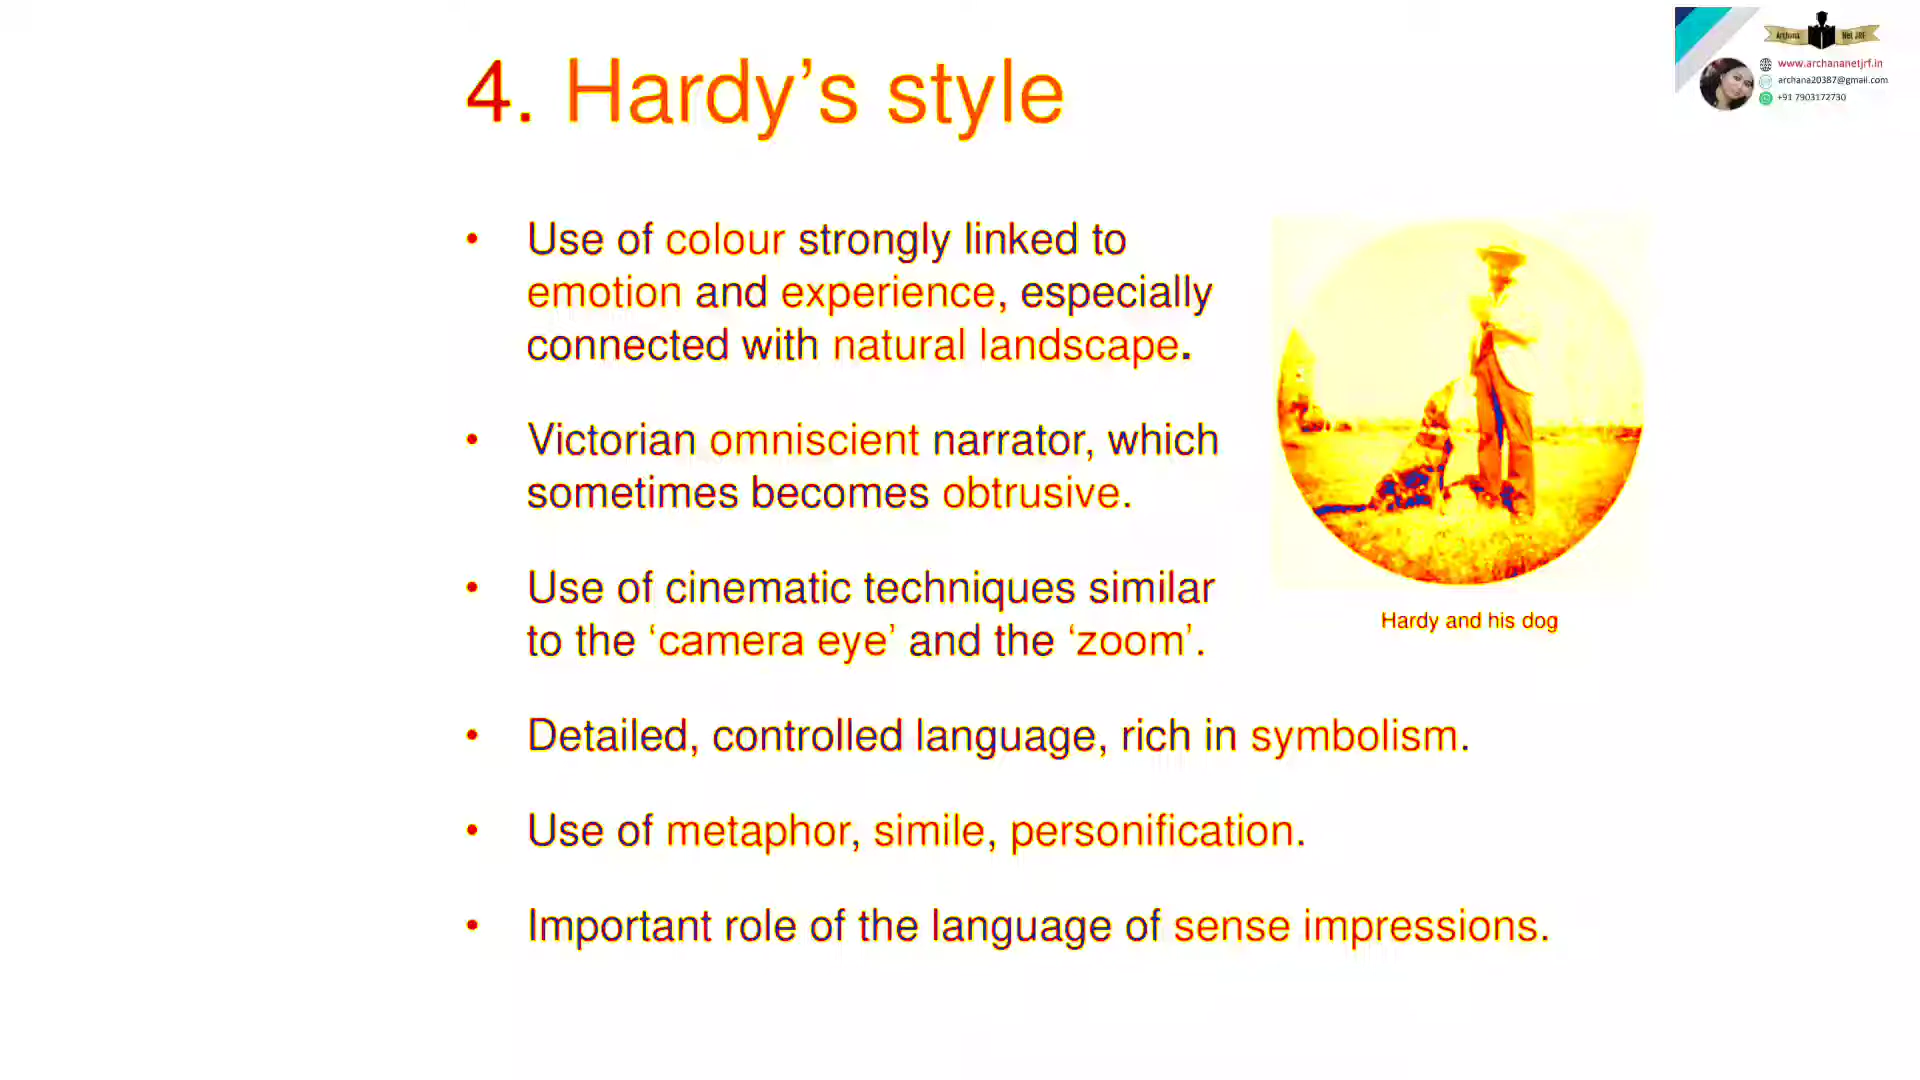 4. Hardy’s style
• Use of colour strongly linked to
emotion and experience, especially
connected with natural landscape.
• Victorian omniscient narrator, which
sometimes becomes obtrusive.
• Use of cinematic techniques similar
to the ‘camera eye’ and the ‘zoom’.
• Detailed, controlled language, rich in symbolism.
• Use of metaphor, simile, personification.
• Important role of the language of sense impressions.
Hardy and his dog
Archana Net JRF
www.archananetjrf.in
archana20387@gmail.com
+91 7903172730